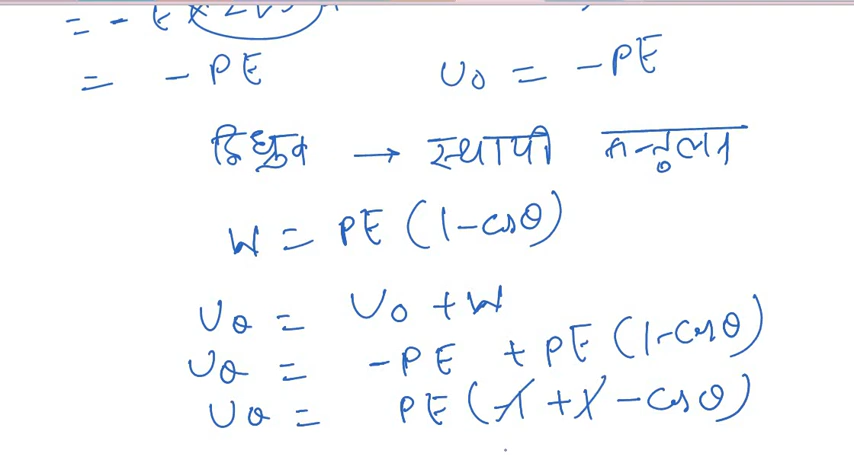 = - PE U₀ = -PE
द्विध्रुव → स्थायी सन्तुलन
W = PE (1-cosθ)
Uθ = U₀ + W
Uθ = -PE + PE (1-cosθ)
Uθ = PE (-1 + 1 - cosθ)